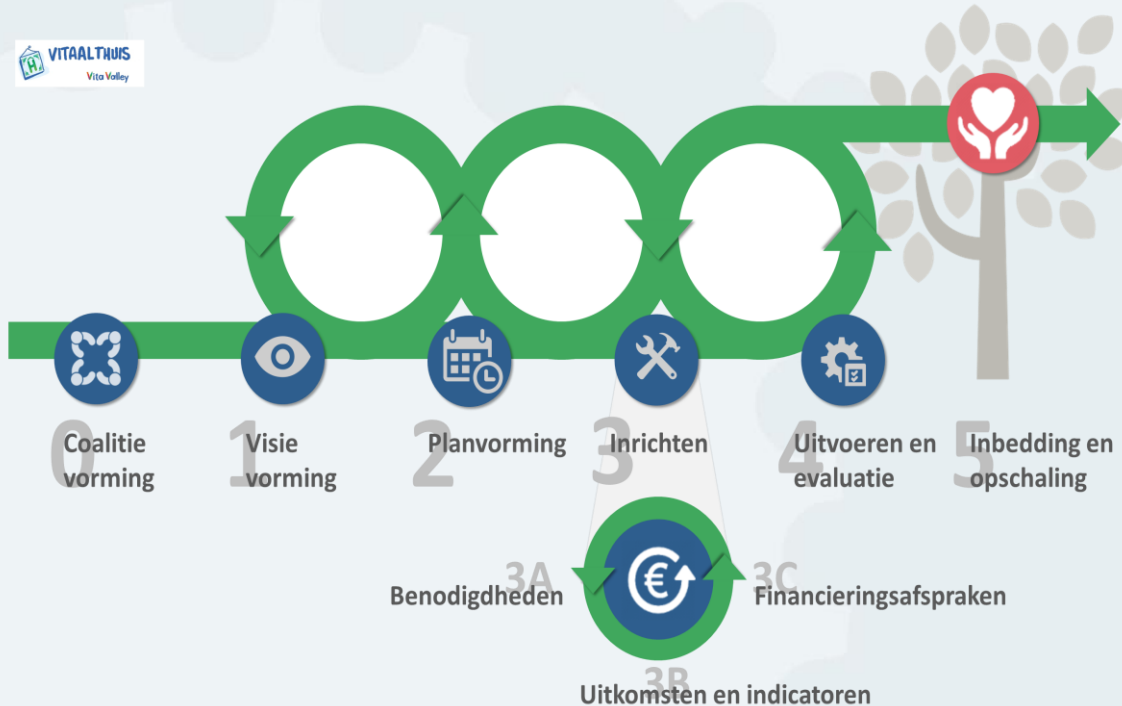 VITAALTHUIS
Vita Valley
0 Coalitie
vorming
1 Visie
vorming
2 Planvorming
3 Inrichten
4 Uitvoeren en
evaluatie
5 Inbedding en
opschaling
3A
Benodigdheden
3C
Financieringsafspraken
3B
Uitkomsten en indicatoren